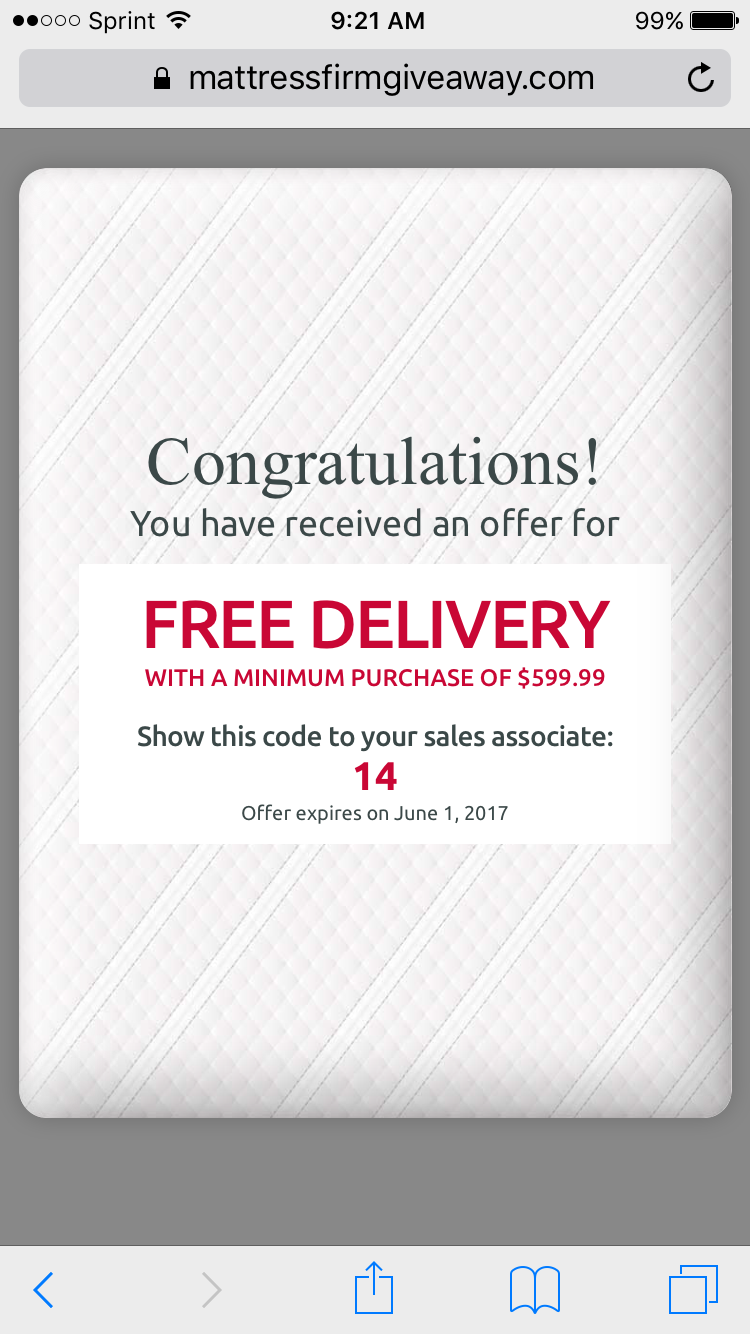 Sprint 9:21 AM 99%
mattressfirmgiveaway.com
Congratulations!
You have received an offer for
FREE DELIVERY
WITH A MINIMUM PURCHASE OF $599.99
Show this code to your sales associate:
14
Offer expires on June 1, 2017